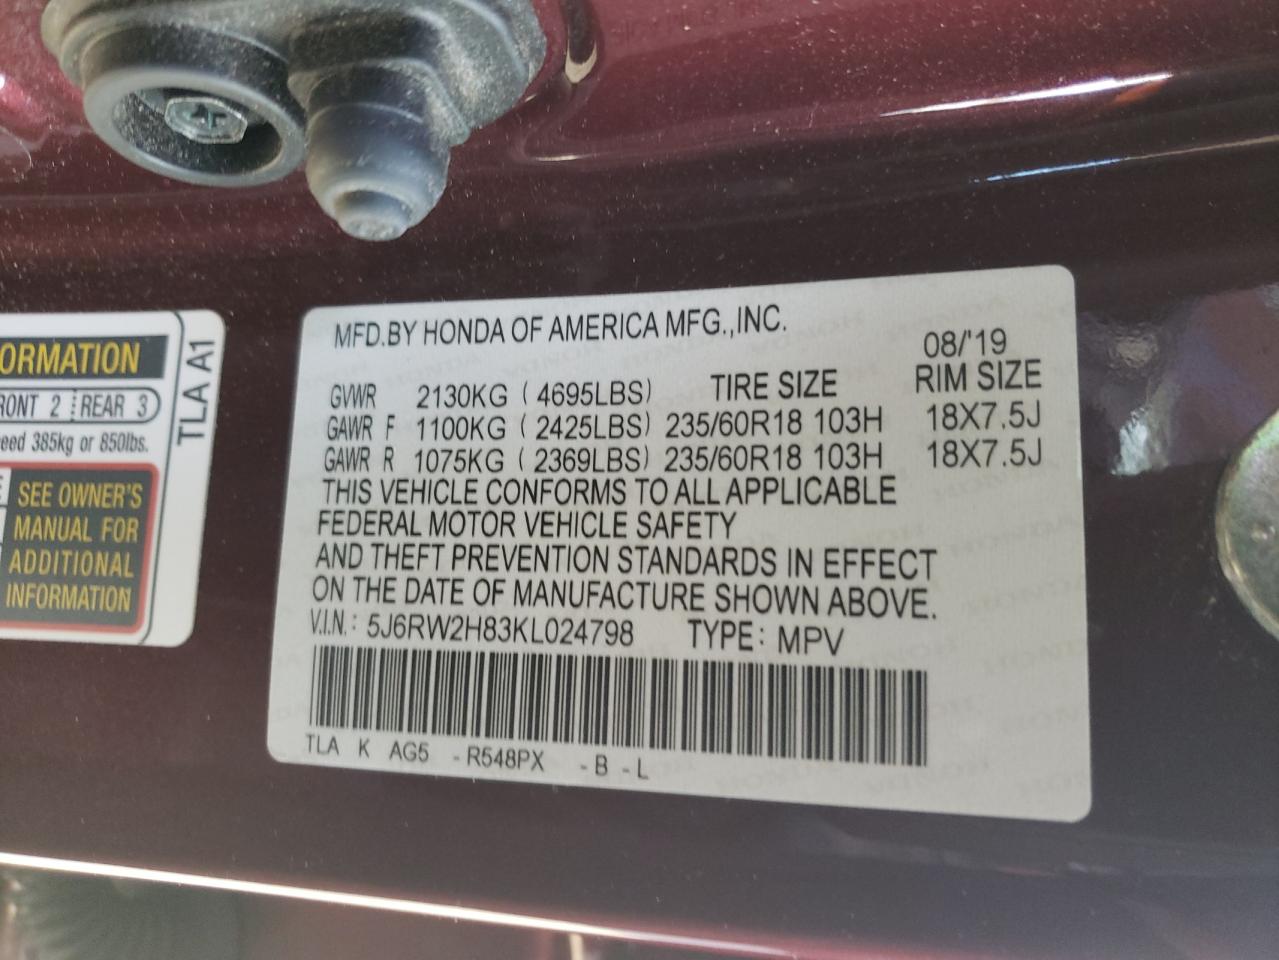 ORMATION
RONT 2 REAR 3
eed 385kg or 850lbs.
SEE OWNER'S
MANUAL FOR
ADDITIONAL
INFORMATION
TLA A1
MFD.BY HONDA OF AMERICA MFG.,INC.
08/'19
GVWR 2130KG ( 4695LBS) TIRE SIZE RIM SIZE
GAWR F 1100KG ( 2425LBS) 235/60R18 103H 18X7.5J
GAWR R 1075KG ( 2369LBS) 235/60R18 103H 18X7.5J
THIS VEHICLE CONFORMS TO ALL APPLICABLE
FEDERAL MOTOR VEHICLE SAFETY
AND THEFT PREVENTION STANDARDS IN EFFECT
ON THE DATE OF MANUFACTURE SHOWN ABOVE.
V.I.N.: 5J6RW2H83KL024798 TYPE: MPV
TLA K AG5 -R548PX -B -L